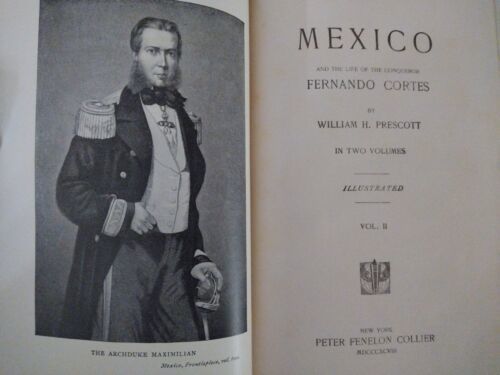 THE ARCHDUKE MAXIMILIAN
Mexico, Frontispiece, vol. two.
MEXICO
AND THE LIFE OF THE CONQUEROR
FERNANDO CORTES
BY
WILLIAM H. PRESCOTT
IN TWO VOLUMES
ILLUSTRATED
VOL. II
NEW YORK
PETER FENELON COLLIER
MDCCCXCVIII